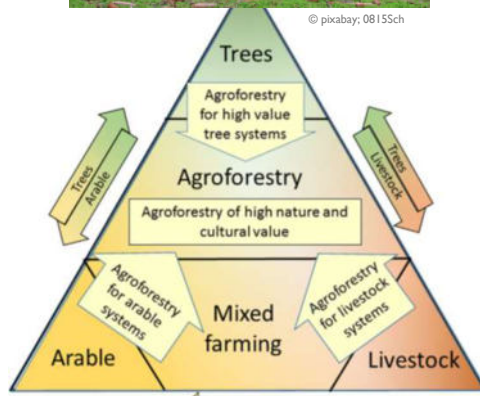 © pixabay; 0815Sch
Trees
Agroforestry
for high value
tree systems
Trees
Arable
Trees
Livestock
Agroforestry
Agroforestry of high nature and
cultural value
Agroforestry
for arable
systems
Agroforestry
for livestock
systems
Mixed
farming
Arable
Livestock